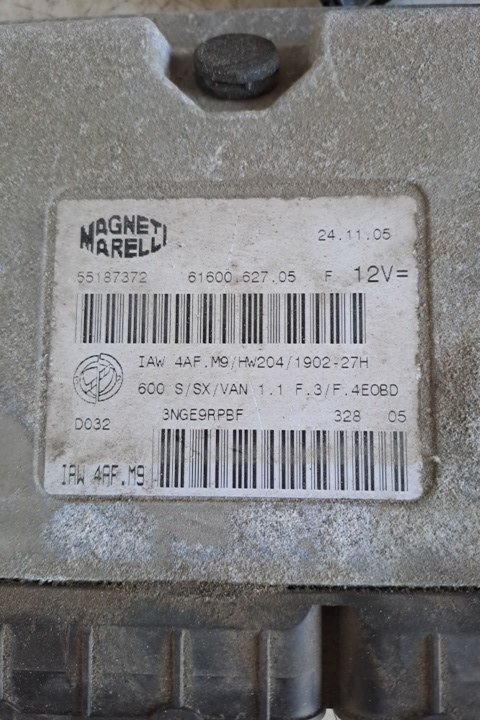 MAGNETI MARELLI
24.11.05
55187372 61600.627.05 F 12V=
IAW 4AF.M9/HW204/1902-27H
600 S/SX/VAN 1.1 F.3/F.4EOBD
D032 3NGE9RPBF 328 05
IAW 4AF.M9